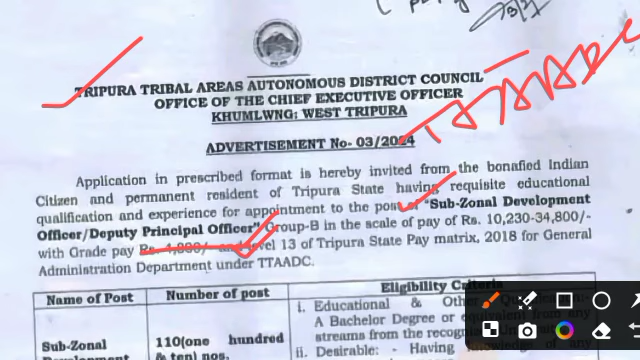 TRIPURA TRIBAL AREAS AUTONOMOUS DISTRICT COUNCIL
OFFICE OF THE CHIEF EXECUTIVE OFFICER
KHUMLWNG: WEST TRIPURA
TTAADC
ADVERTISEMENT No- 03/2024
Application in prescribed format is hereby invited from the bonafied Indian
Citizen and permanent resident of Tripura State having requisite educational
qualification and experience for appointment to the post of "Sub-Zonal Development
Officer/Deputy Principal Officer" Group-B in the scale of pay of Rs. 10,230-34,800/-
with Grade pay Rs. 4,800/- and level 13 of Tripura State Pay matrix, 2018 for General
Administration Department under TTAADC.
Name of Post Number of post Eligibility Criteria
i. Educational & Other
A Bachelor Degree or from any
Sub-Zonal 110(one hundred streams from the
& ten) nos. ii. Desirable: - Having of any